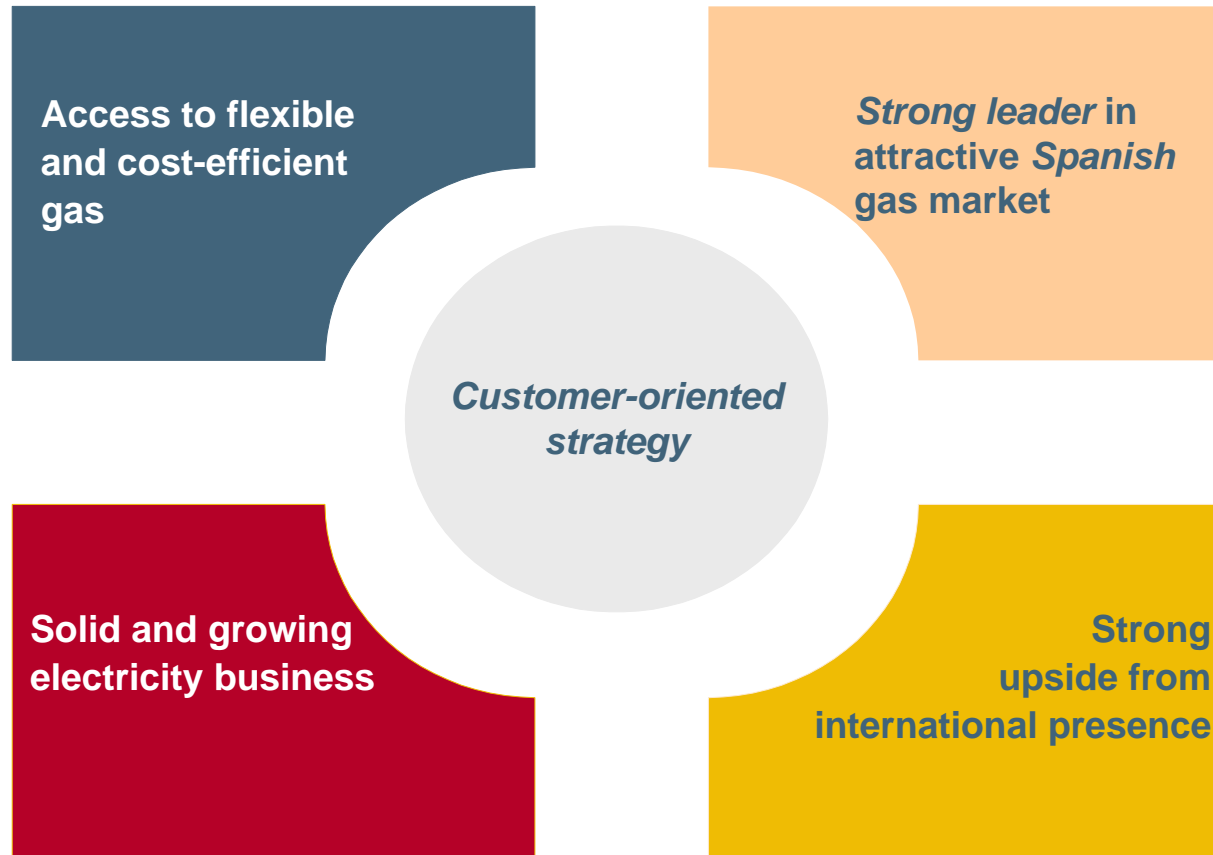 Access to flexible
and cost-efficient
gas
Strong leader in
attractive Spanish
gas market
Customer-oriented
strategy
Solid and growing
electricity business
Strong
upside from
international presence